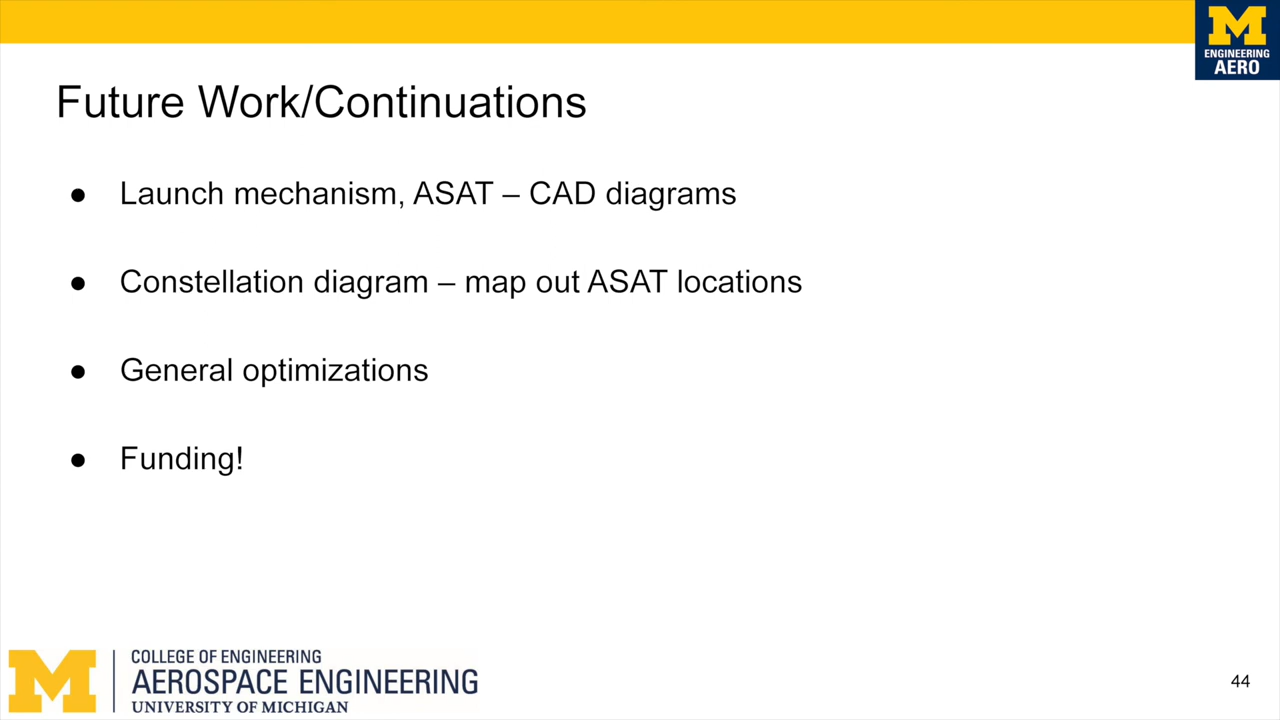 M
ENGINEERING
AERO
Future Work/Continuations
● Launch mechanism, ASAT – CAD diagrams
● Constellation diagram – map out ASAT locations
● General optimizations
● Funding!
M
COLLEGE OF ENGINEERING
AEROSPACE ENGINEERING
UNIVERSITY OF MICHIGAN
44